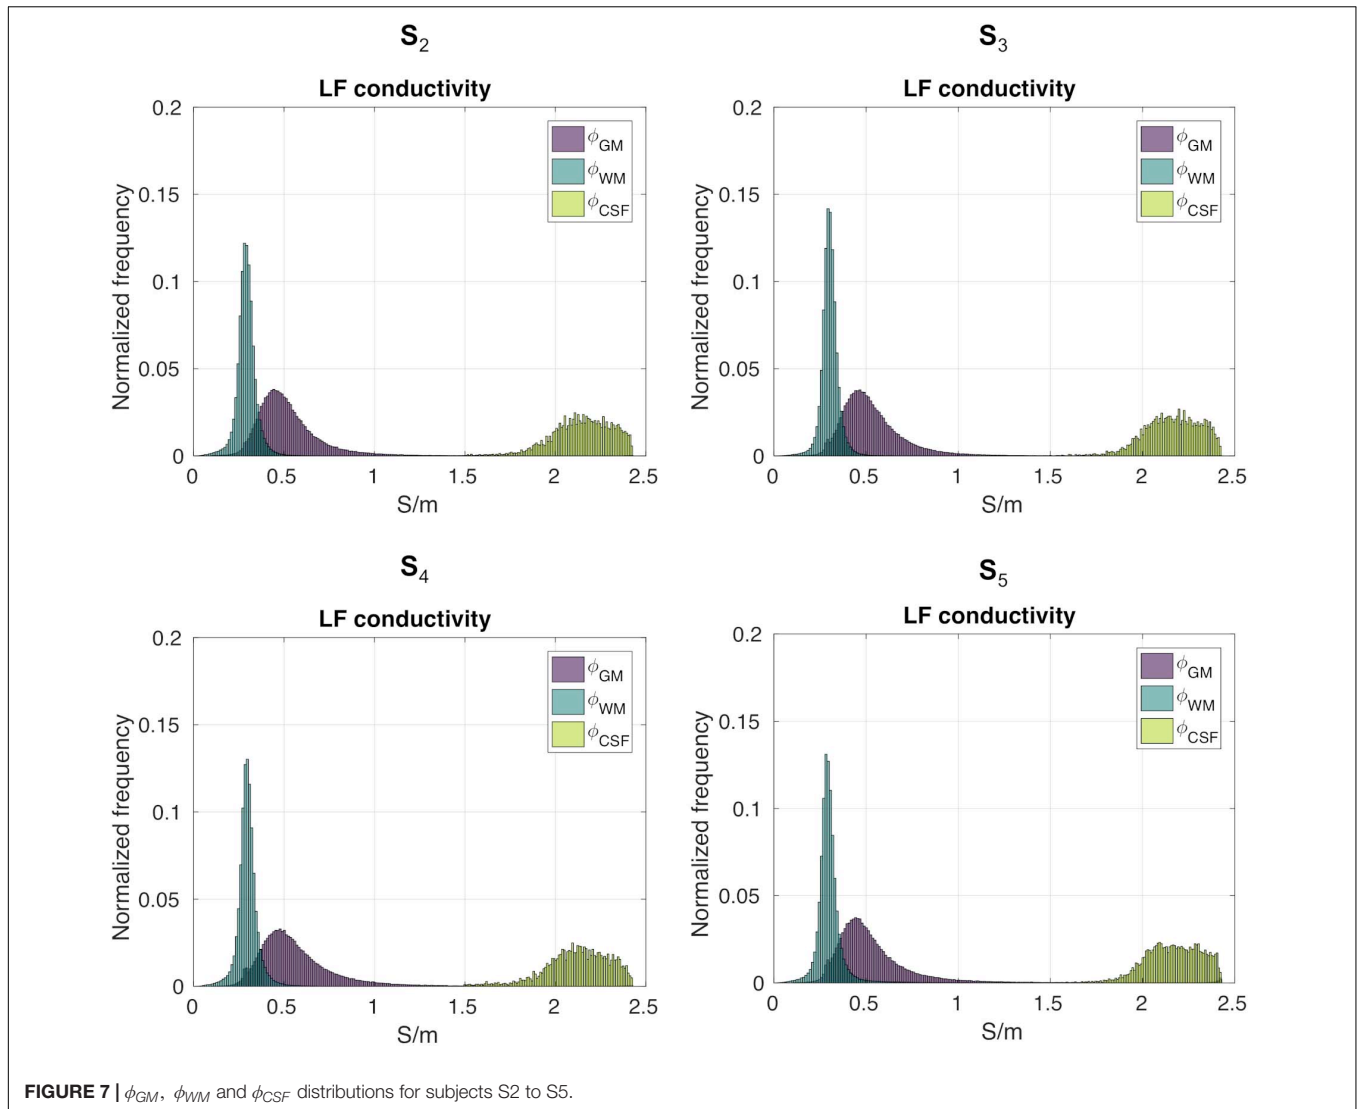 S2
LF conductivity
Normalized frequency
0.2
0.15
0.1
0.05
0
0 0.5 1 1.5 2 2.5
S/m
ϕGM
ϕWM
ϕCSF
S3
LF conductivity
Normalized frequency
0.2
0.15
0.1
0.05
0
0 0.5 1 1.5 2 2.5
S/m
ϕGM
ϕWM
ϕCSF
S4
LF conductivity
Normalized frequency
0.2
0.15
0.1
0.05
0
0 0.5 1 1.5 2 2.5
S/m
ϕGM
ϕWM
ϕCSF
S5
LF conductivity
Normalized frequency
0.2
0.15
0.1
0.05
0
0 0.5 1 1.5 2 2.5
S/m
ϕGM
ϕWM
ϕCSF
FIGURE 7 | ϕGM, ϕWM and ϕCSF distributions for subjects S2 to S5.